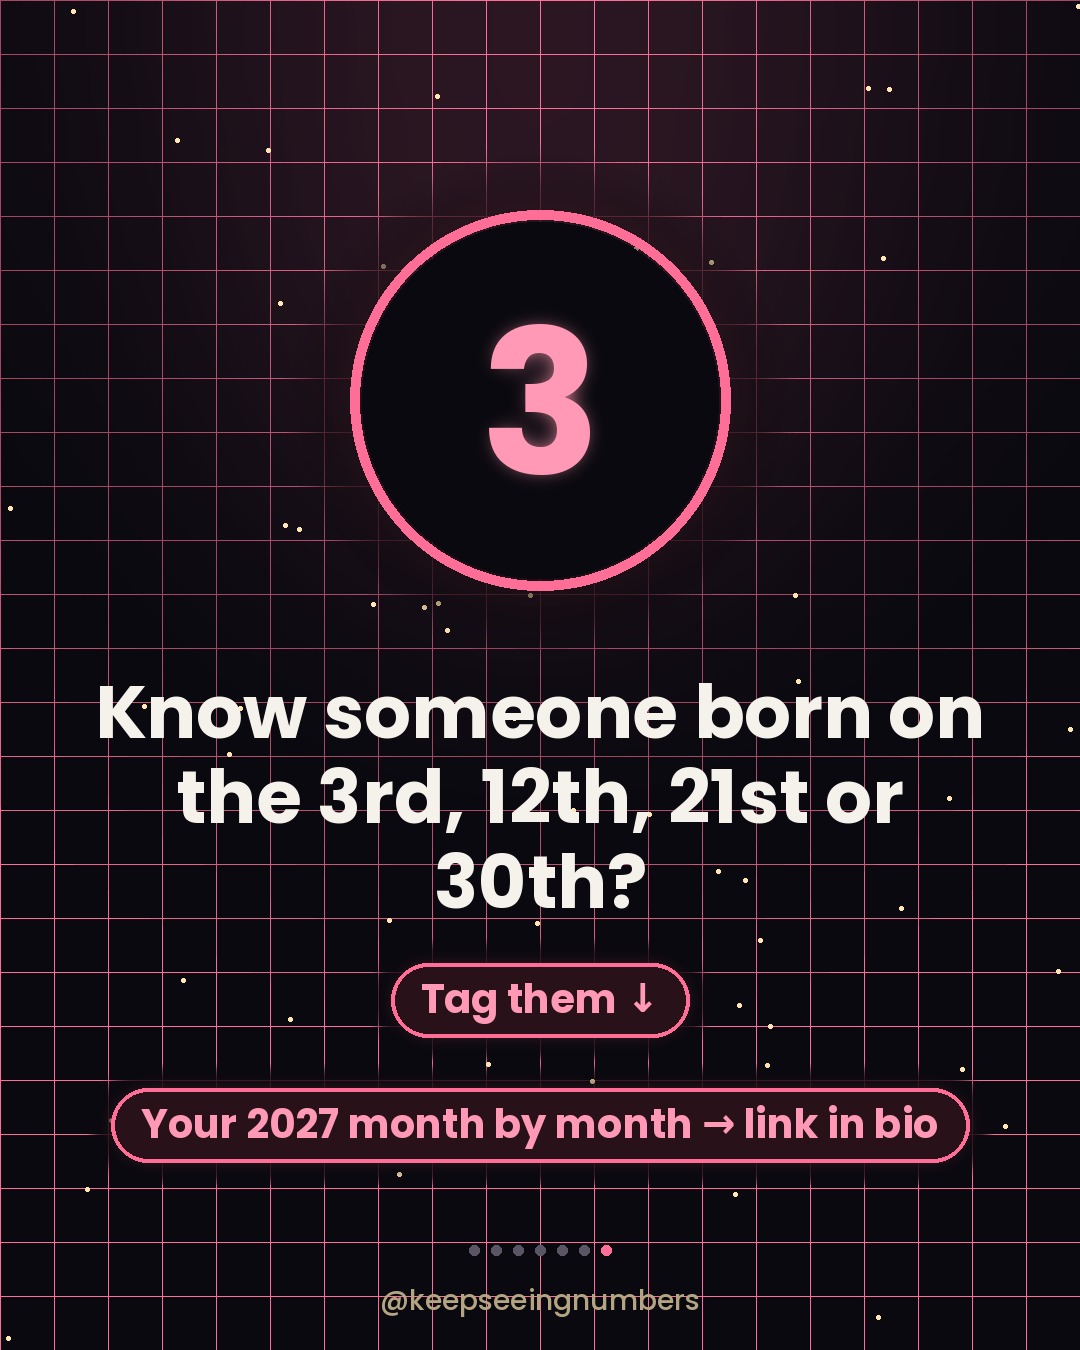 3
Know someone born on
the 3rd, 12th, 21st or
30th?
Tag them ↓
Your 2027 month by month → link in bio
@keepseeingnumbers